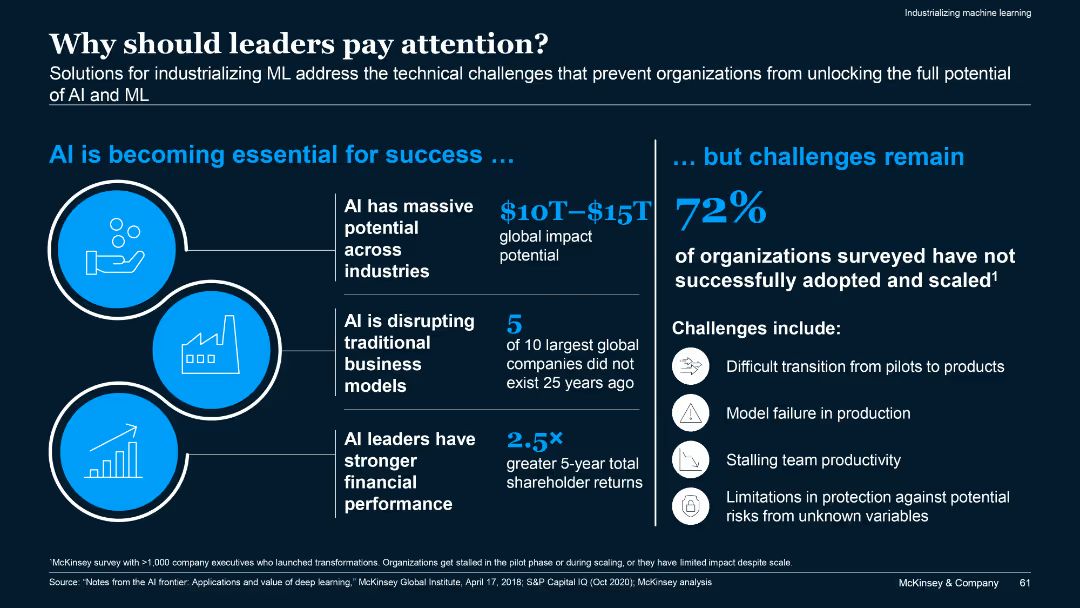 Industrializing machine learning
Why should leaders pay attention?
Solutions for industrializing ML address the technical challenges that prevent organizations from unlocking the full potential
of AI and ML
AI is becoming essential for success …
AI has massive
potential
across
industries
$10T–$15T
global impact
potential
AI is disrupting
traditional
business
models
5
of 10 largest global
companies did not
exist 25 years ago
AI leaders have
stronger
financial
performance
2.5×
greater 5-year total
shareholder returns
… but challenges remain
72%
of organizations surveyed have not
successfully adopted and scaled¹
Challenges include:
Difficult transition from pilots to products
Model failure in production
Stalling team productivity
Limitations in protection against potential
risks from unknown variables
¹McKinsey survey with >1,000 company executives who launched transformations. Organizations get stalled in the pilot phase or during scaling, or they have limited impact despite scale.
Source: “Notes from the AI frontier: Applications and value of deep learning,” McKinsey Global Institute, April 17, 2018; S&P Capital IQ (Oct 2020); McKinsey analysis
McKinsey & Company 61